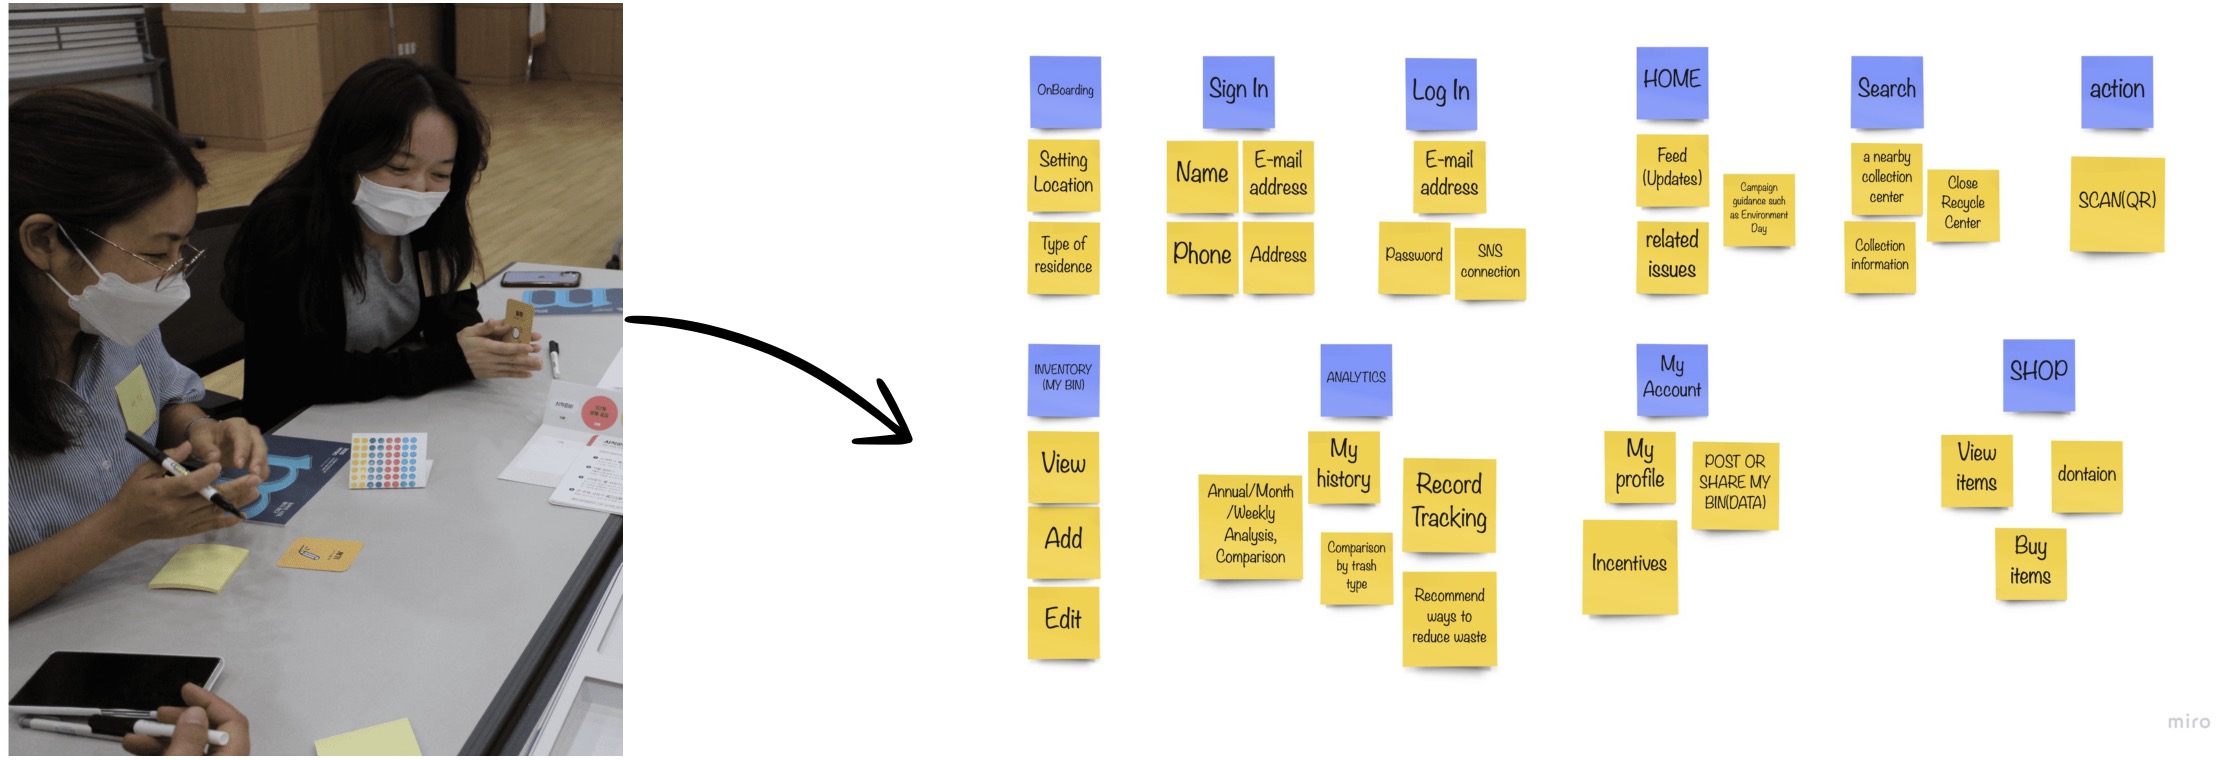 OnBoarding
Setting
Location
Type of
residence
Sign In
Name
E-mail
address
Phone
Address
Log In
E-mail
address
Password
SNS
connection
HOME
Feed
(Updates)
Campaign
guidance such
as Environment
Day
related
issues
Search
a nearby
collection
center
Close
Recycle
Center
Collection
information
action
SCAN(QR)
INVENTORY
(MY BIN)
View
Add
Edit
ANALYTICS
My
history
Annual/Month
/Weekly
Analysis,
Comparison
Record
Tracking
Comparison
by trash
type
Recommend
ways to
reduce waste
My
Account
My
profile
POST OR
SHARE MY
BIN(DATA)
Incentives
SHOP
View
items
dontaion
Buy
items
miro